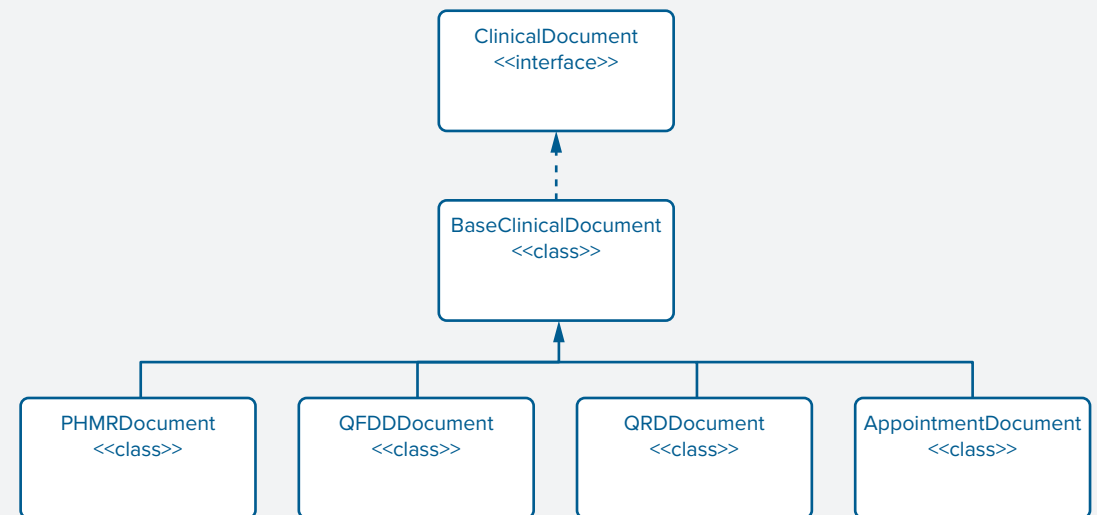 ClinicalDocument
<<interface>>
BaseClinicalDocument
<<class>>
PHMRDocument
<<class>>
QFDDDocument
<<class>>
QRDDocument
<<class>>
AppointmentDocument
<<class>>